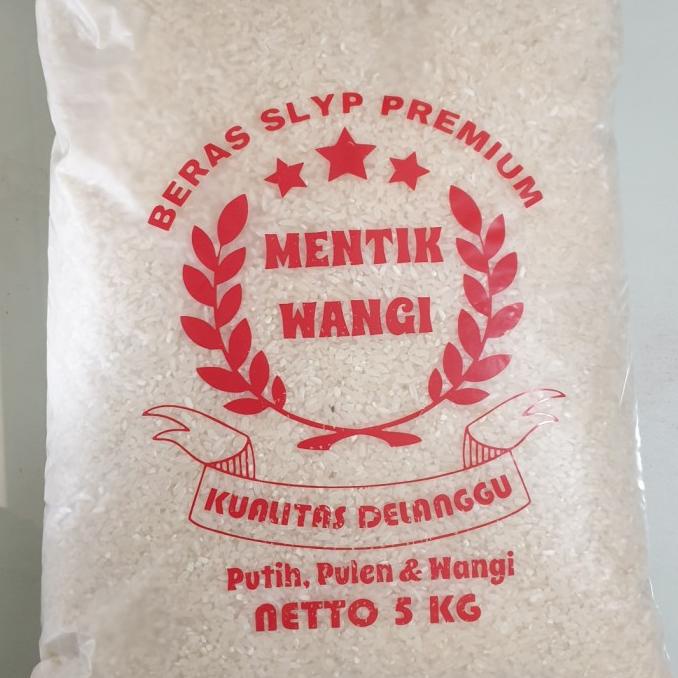 BERAS SLYP PREMIUM
MENTIK
WANGI
KUALITAS DELANGGU
Putih, Pulen & Wangi
NETTO 5 KG